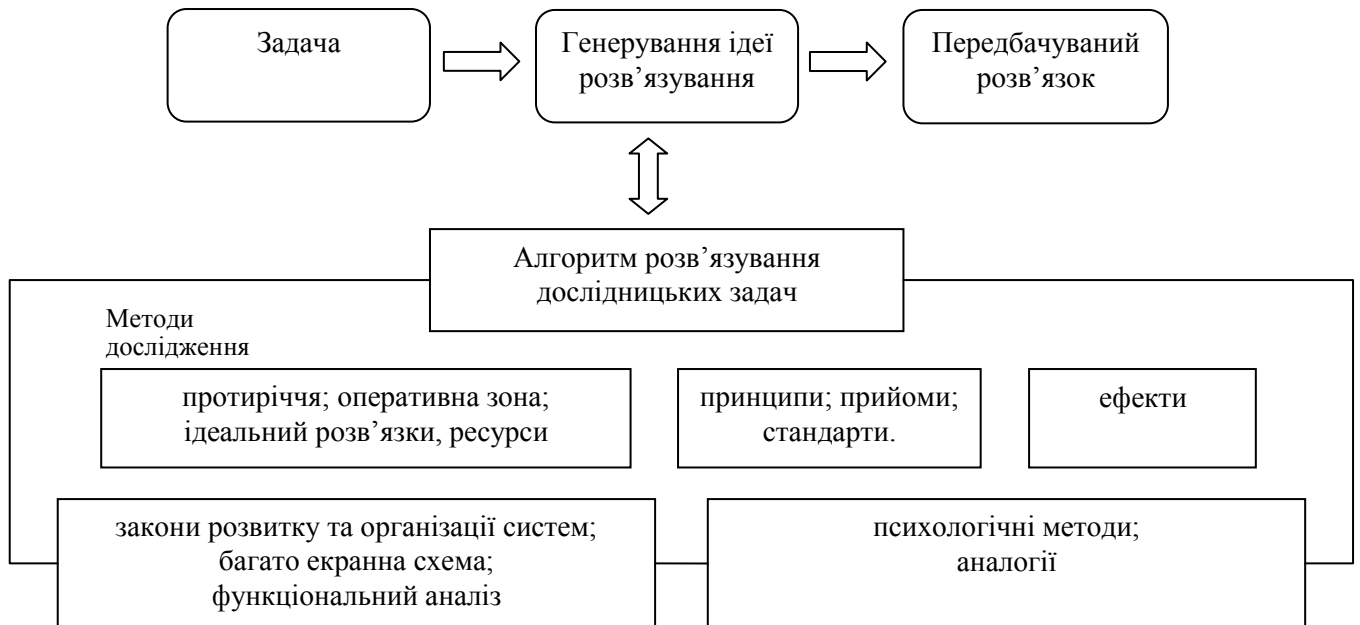 Задача
Генерування ідеї
розв’язування
Передбачуваний
розв’язок
Алгоритм розв’язування
дослідницьких задач
Методи
дослідження
протиріччя; оперативна зона;
ідеальний розв’язки, ресурси
принципи; прийоми;
стандарти.
ефекти
закони розвитку та організації систем;
багато екранна схема;
функціональний аналіз
психологічні методи;
аналогії